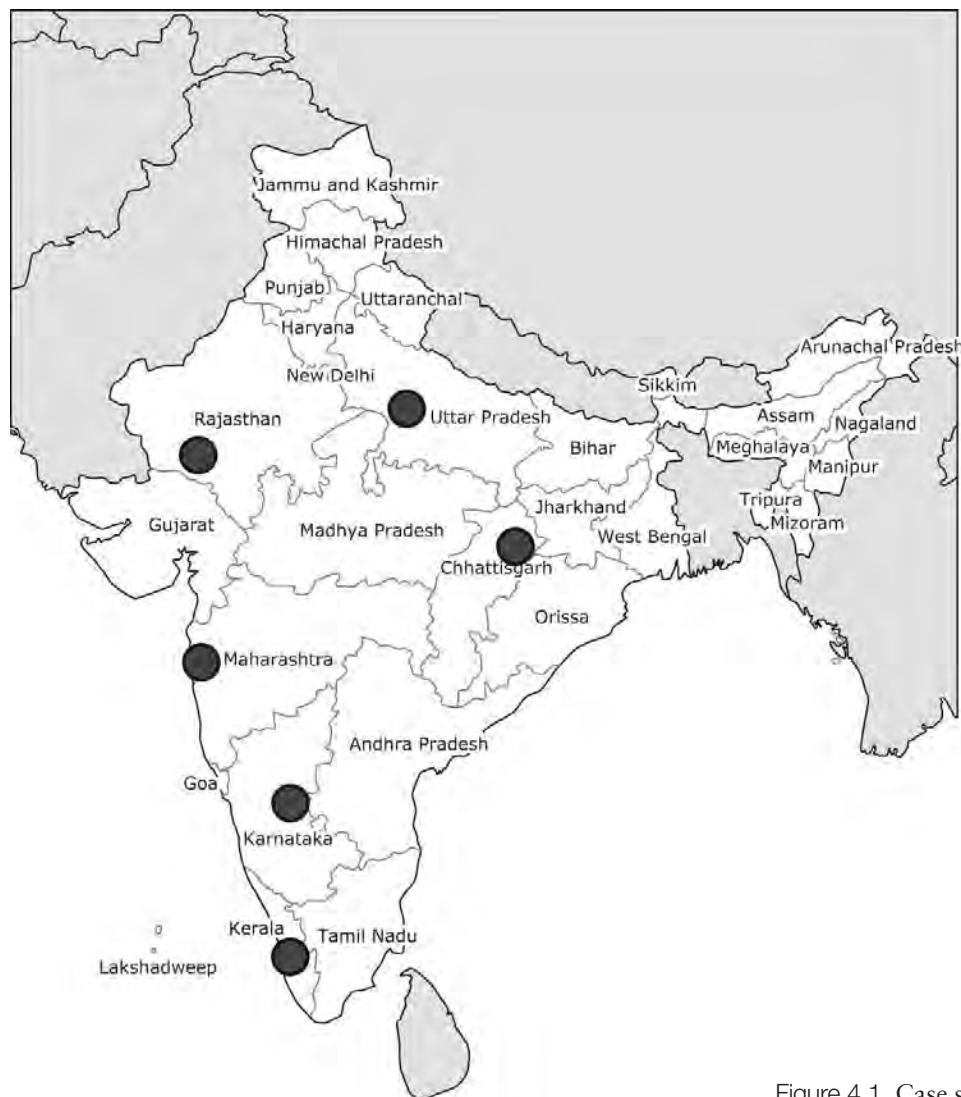 Jammu and Kashmir
Himachal Pradesh
Punjab
Uttaranchal
Haryana
New Delhi
Arunachal Pradesh
Sikkim
Rajasthan
Uttar Pradesh
Assam
Nagaland
Bihar
Meghalaya
Manipur
Jharkhand
Tripura
Gujarat
Madhya Pradesh
Mizoram
West Bengal
Chhattisgarh
Orissa
Maharashtra
Andhra Pradesh
Goa
Karnataka
Kerala
Tamil Nadu
Lakshadweep
Figure 4.1 Case s